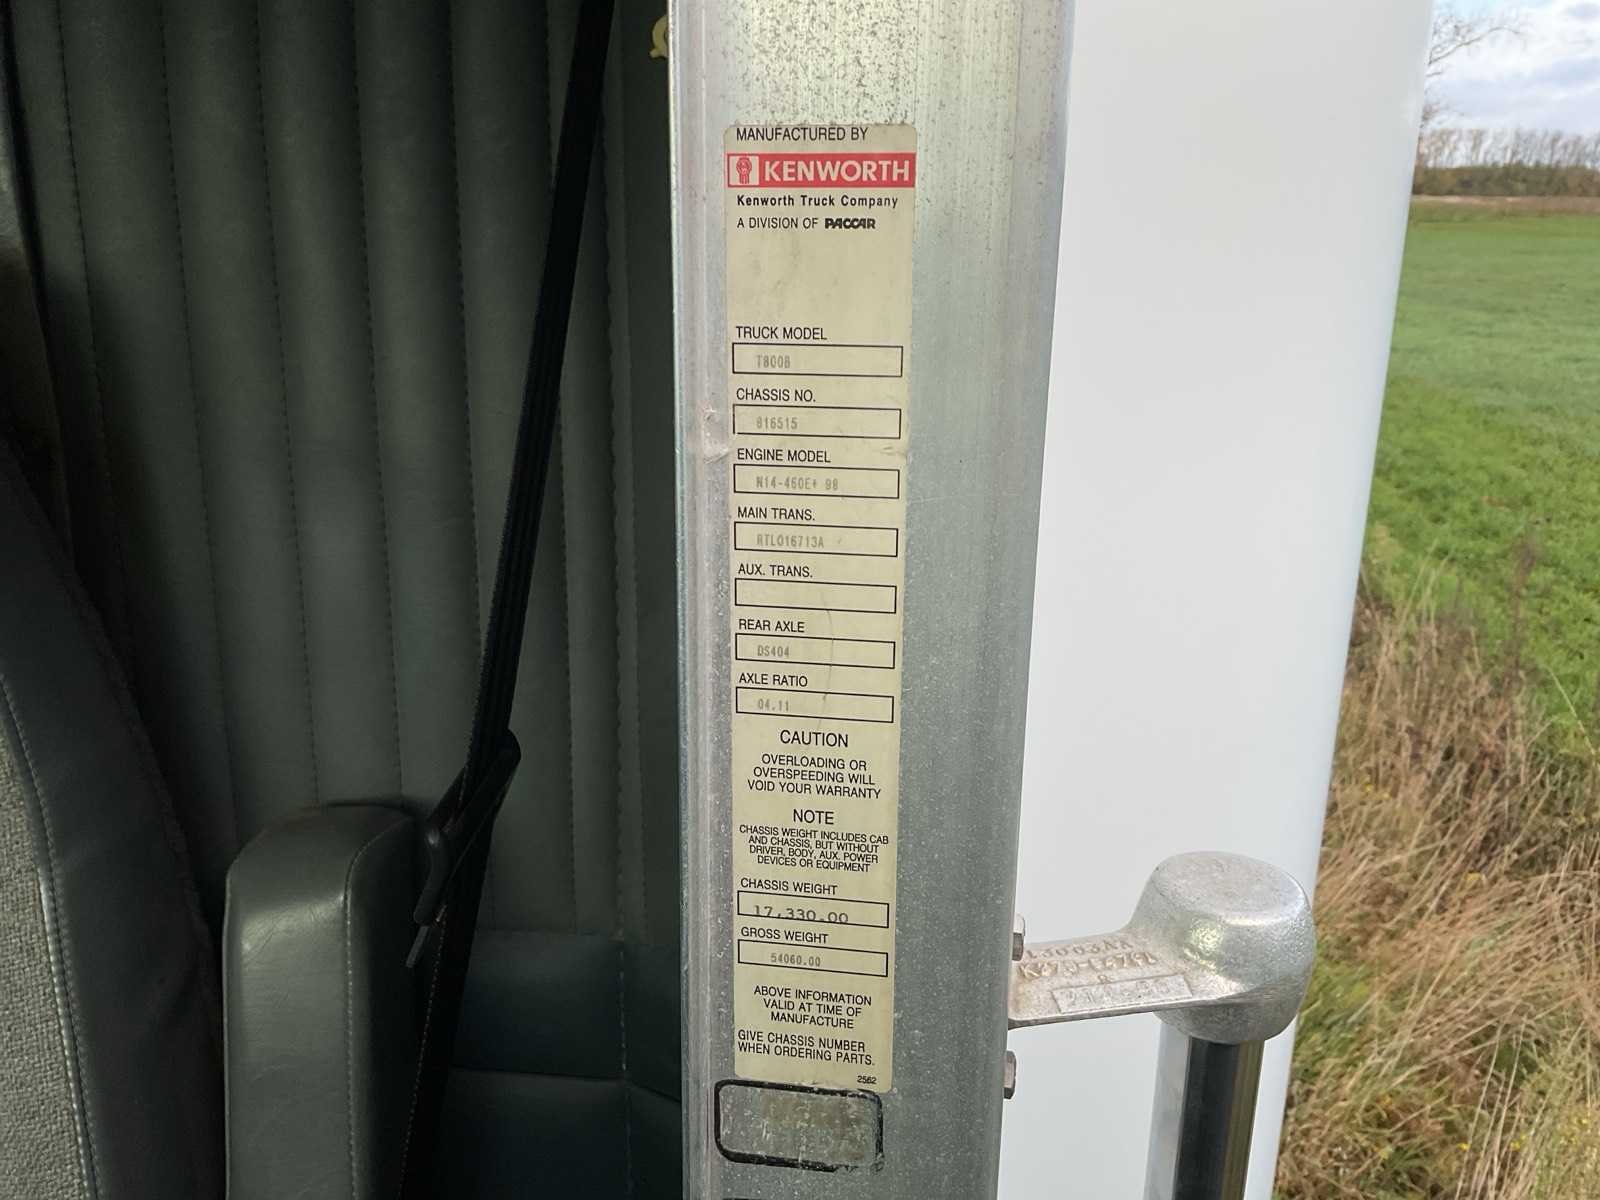 MANUFACTURED BY
KENWORTH
Kenworth Truck Company
A DIVISION OF PACCAR
TRUCK MODEL
T800B
CHASSIS NO.
816515
ENGINE MODEL
N14-460E+ 98
MAIN TRANS.
RTLO16713A
AUX. TRANS.
REAR AXLE
DS404
AXLE RATIO
04.11
CAUTION
OVERLOADING OR
OVERSPEEDING WILL
VOID YOUR WARRANTY
NOTE
CHASSIS WEIGHT INCLUDES CAB
AND CHASSIS, BUT WITHOUT
DRIVER, BODY, AUX. POWER
DEVICES OR EQUIPMENT
CHASSIS WEIGHT
17,330.00
GROSS WEIGHT
54060.00
ABOVE INFORMATION
VALID AT TIME OF
MANUFACTURE
GIVE CHASSIS NUMBER
WHEN ORDERING PARTS.
2562